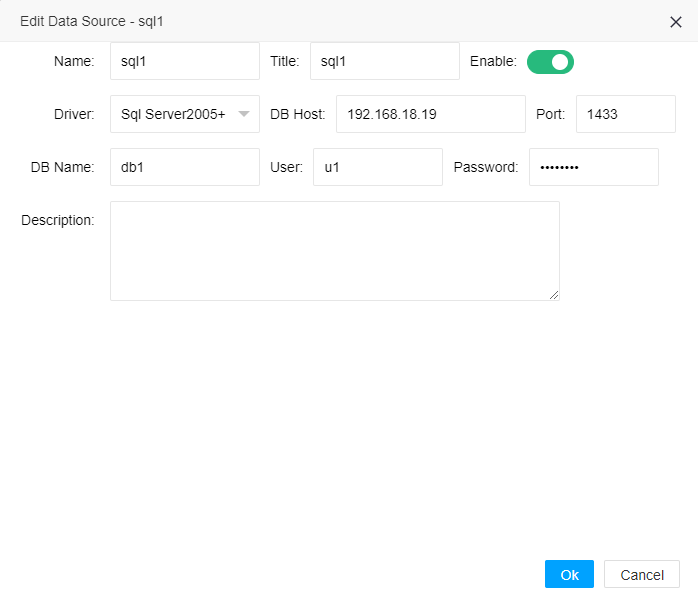 Edit Data Source - sql1
Name: sql1 Title: sql1 Enable:
Driver: Sql Server2005+ DB Host: 192.168.18.19 Port: 1433
DB Name: db1 User: u1 Password: ••••••••
Description:
Ok Cancel